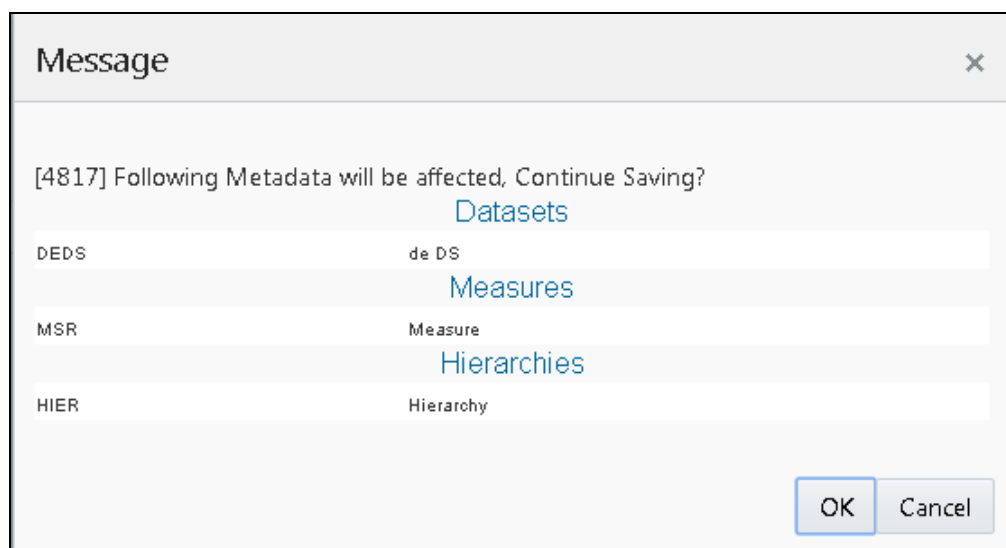 Message
[4817] Following Metadata will be affected, Continue Saving?
Datasets
DEDS de DS
Measures
MSR Measure
Hierarchies
HIER Hierarchy
OK Cancel